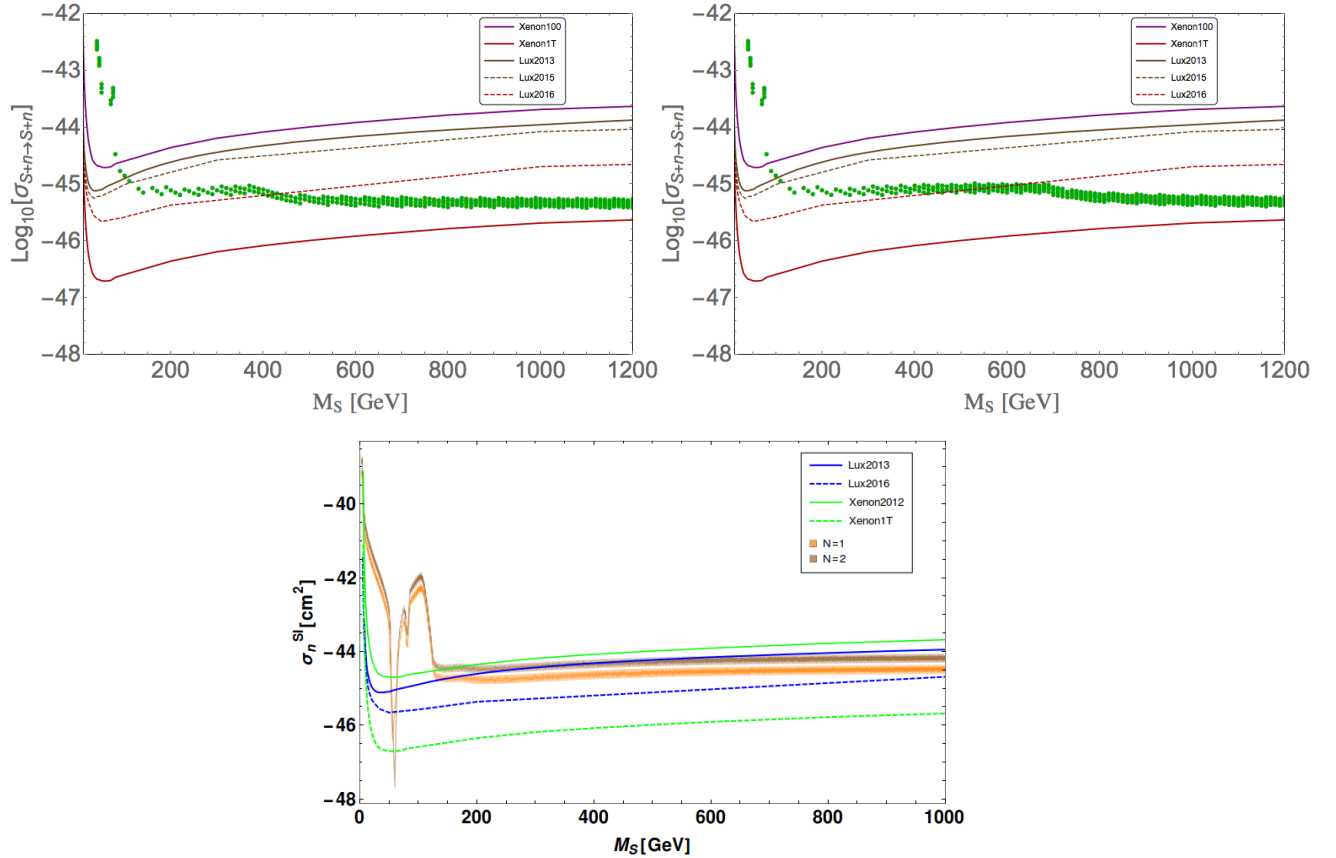 −42
−43
−44
−45
−46
−47
−48
Log10[σS+n→S+n]
Xenon100
Xenon1T
Lux2013
Lux2015
Lux2016
200 400 600 800 1000 1200
MS [GeV]
−42
−43
−44
−45
−46
−47
−48
Log10[σS+n→S+n]
Xenon100
Xenon1T
Lux2013
Lux2015
Lux2016
200 400 600 800 1000 1200
MS [GeV]
−40
−42
−44
−46
−48
σn SI [cm2]
Lux2013
Lux2016
Xenon2012
Xenon1T
N=1
N=2
0 200 400 600 800 1000
MS[GeV]